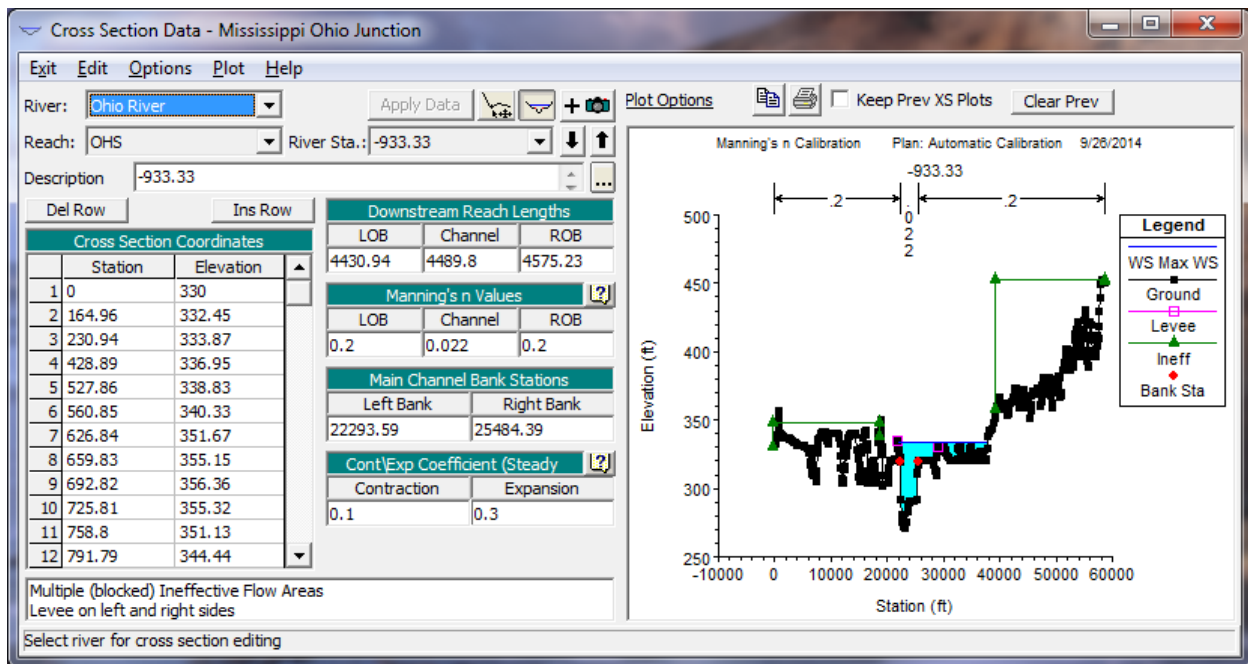 Cross Section Data - Mississippi Ohio Junction
Exit Edit Options Plot Help
River: Ohio River
Apply Data
Plot Options
Keep Prev XS Plots
Clear Prev
Reach: OHS
River Sta.: -933.33
Description -933.33
...
Del Row
Ins Row
Cross Section Coordinates
Station Elevation
1 0 330
2 164.96 332.45
3 230.94 333.87
4 428.89 336.95
5 527.86 338.83
6 560.85 340.33
7 626.84 351.67
8 659.83 355.15
9 692.82 356.36
10 725.81 355.32
11 758.8 351.13
12 791.79 344.44
Downstream Reach Lengths
LOB Channel ROB
4430.94 4489.8 4575.23
Manning's n Values
LOB Channel ROB
0.2 0.022 0.2
Main Channel Bank Stations
Left Bank Right Bank
22293.59 25484.39
Cont\Exp Coefficient (Steady
Contraction Expansion
0.1 0.3
Multiple (blocked) Ineffective Flow Areas
Levee on left and right sides
Select river for cross section editing
Manning's n Calibration Plan: Automatic Calibration 9/26/2014
-933.33
.2 .022 .2
Elevation (ft)
500
450
400
350
300
250
-10000 0 10000 20000 30000 40000 50000 60000
Station (ft)
Legend
WS Max WS
Ground
Levee
Ineff
Bank Sta